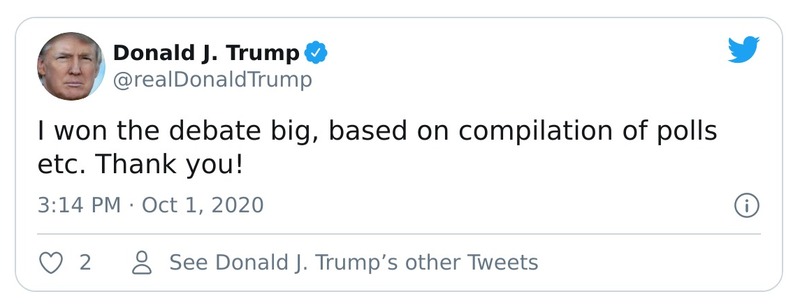 Donald J. Trump
@realDonaldTrump
I won the debate big, based on compilation of polls
etc. Thank you!
3:14 PM · Oct 1, 2020
2
See Donald J. Trump’s other Tweets